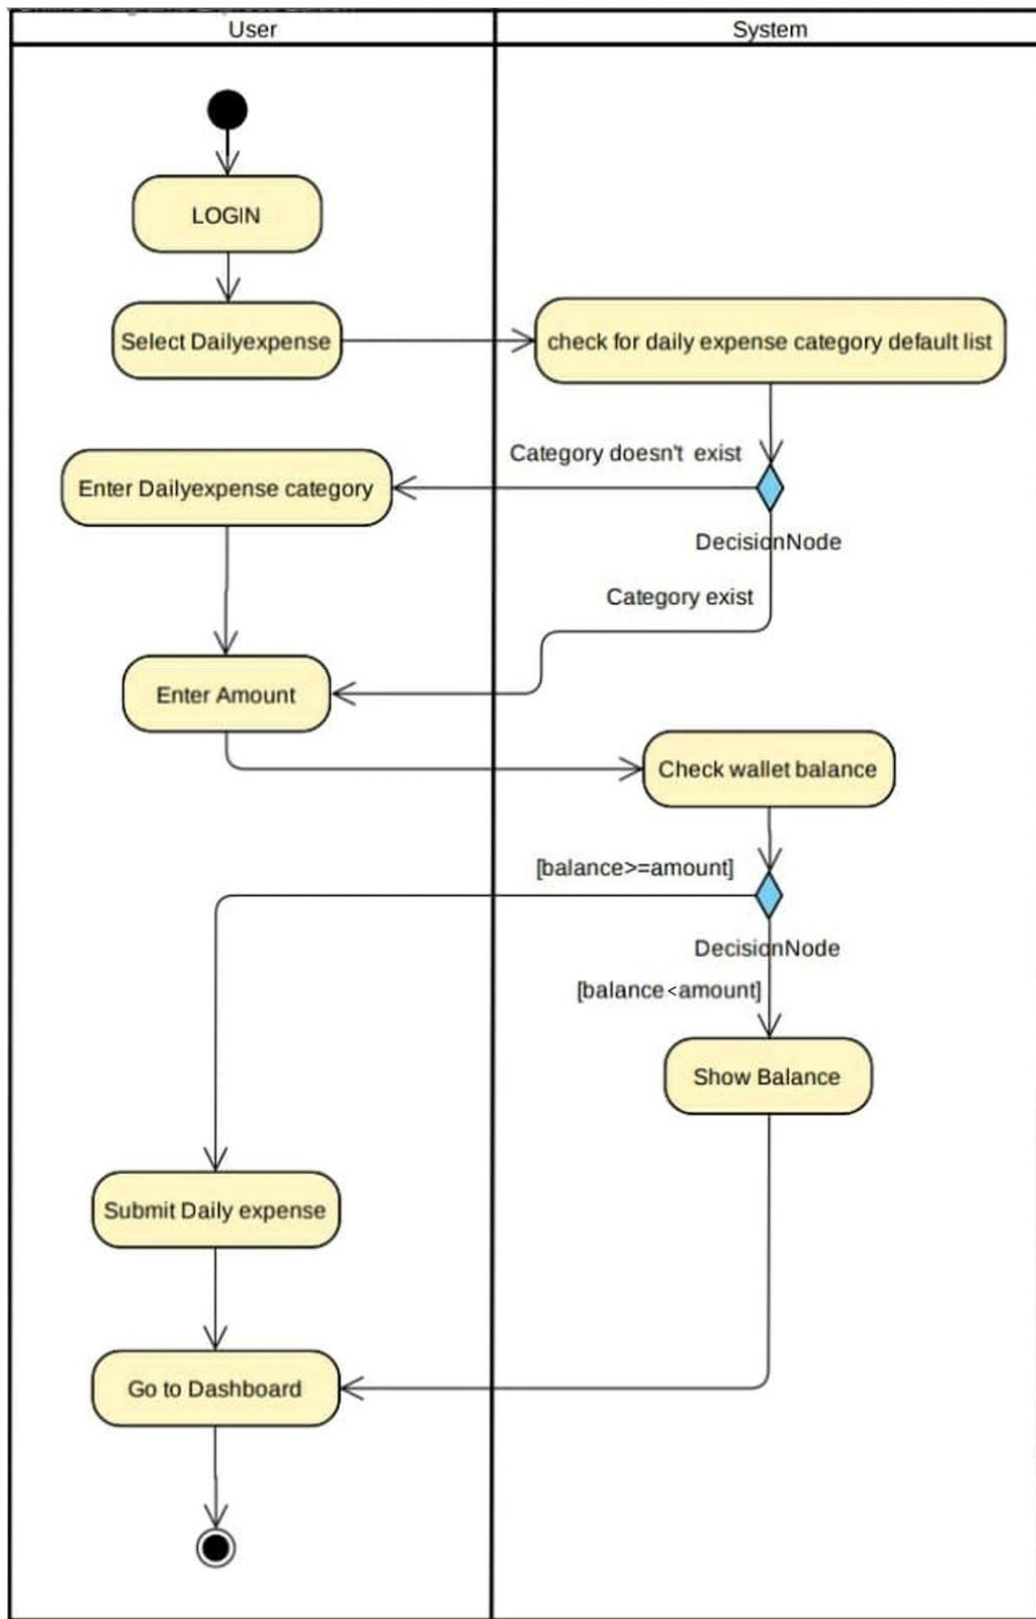 User
System
LOGIN
Select Dailyexpense
check for daily expense category default list
Category doesn't exist
Enter Dailyexpense category
DecisionNode
Category exist
Enter Amount
Check wallet balance
[balance>=amount]
DecisionNode
[balance<amount]
Show Balance
Submit Daily expense
Go to Dashboard